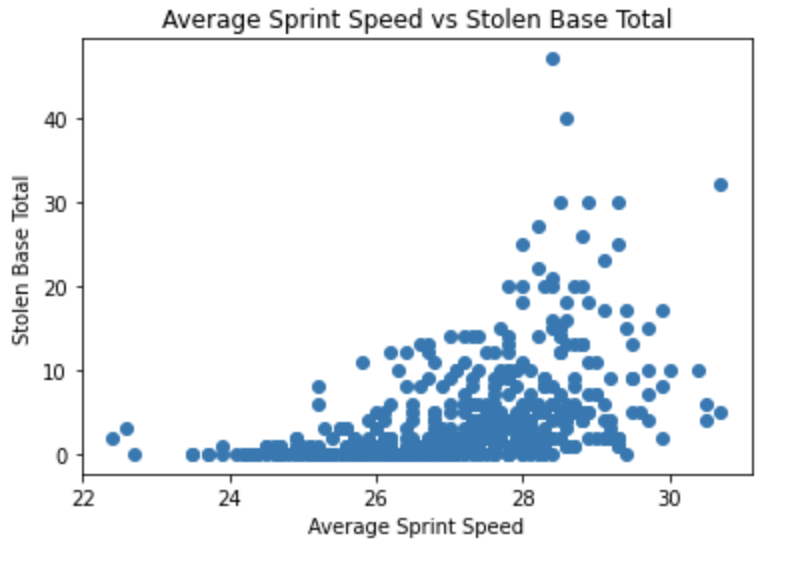 Average Sprint Speed vs Stolen Base Total
Stolen Base Total
40
30
20
10
0
22 24 26 28 30
Average Sprint Speed